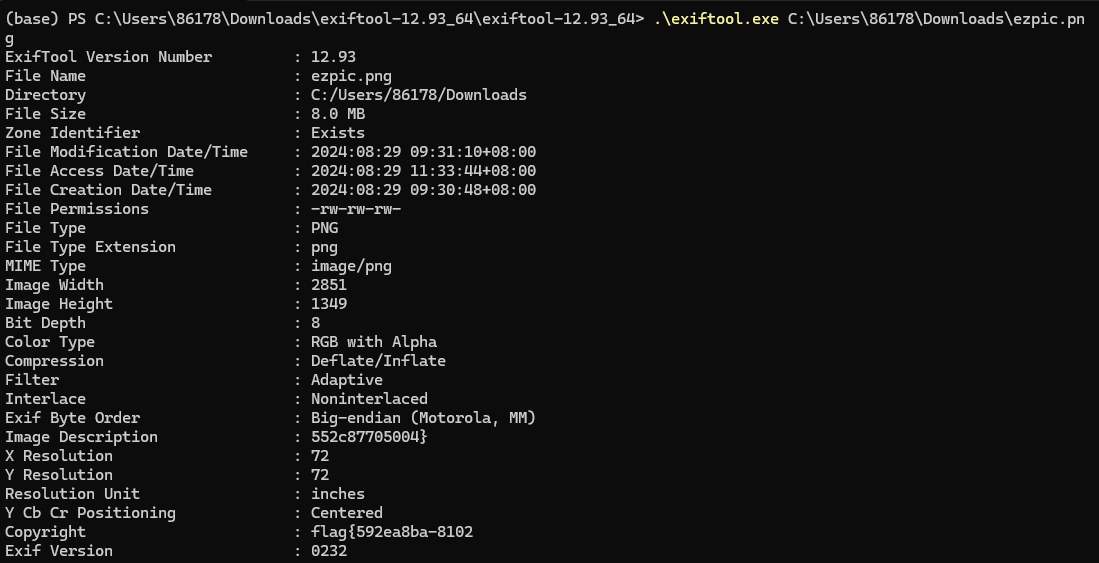 (base) PS C:\Users\86178\Downloads\exiftool-12.93_64\exiftool-12.93_64> .\exiftool.exe C:\Users\86178\Downloads\ezpic.pn
g
ExifTool Version Number         : 12.93
File Name                       : ezpic.png
Directory                       : C:/Users/86178/Downloads
File Size                       : 8.0 MB
Zone Identifier                 : Exists
File Modification Date/Time     : 2024:08:29 09:31:10+08:00
File Access Date/Time           : 2024:08:29 11:33:44+08:00
File Creation Date/Time         : 2024:08:29 09:30:48+08:00
File Permissions                : -rw-rw-rw-
File Type                       : PNG
File Type Extension             : png
MIME Type                       : image/png
Image Width                     : 2851
Image Height                    : 1349
Bit Depth                       : 8
Color Type                      : RGB with Alpha
Compression                     : Deflate/Inflate
Filter                          : Adaptive
Interlace                       : Noninterlaced
Exif Byte Order                 : Big-endian (Motorola, MM)
Image Description               : 552c87705004}
X Resolution                    : 72
Y Resolution                    : 72
Resolution Unit                 : inches
Y Cb Cr Positioning             : Centered
Copyright                       : flag{592ea8ba-8102
Exif Version                    : 0232